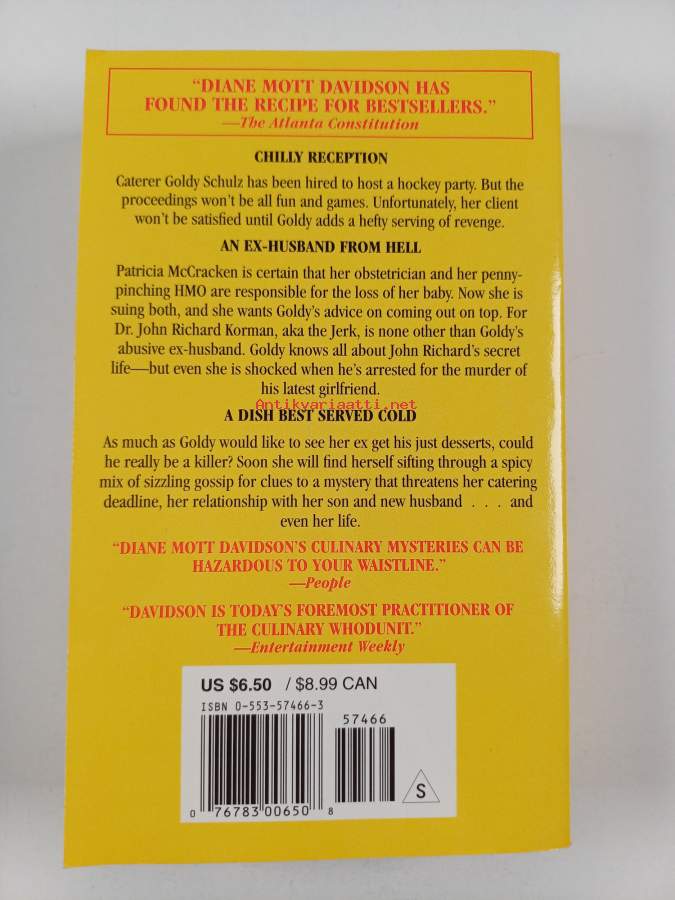 “DIANE MOTT DAVIDSON HAS
FOUND THE RECIPE FOR BESTSELLERS.”
—The Atlanta Constitution
CHILLY RECEPTION
Caterer Goldy Schulz has been hired to host a hockey party. But the
proceedings won’t be all fun and games. Unfortunately, her client
won’t be satisfied until Goldy adds a hefty serving of revenge.
AN EX-HUSBAND FROM HELL
Patricia McCracken is certain that her obstetrician and her penny-
pinching HMO are responsible for the loss of her baby. Now she is
suing both, and she wants Goldy’s advice on coming out on top. For
Dr. John Richard Korman, aka the Jerk, is none other than Goldy’s
abusive ex-husband. Goldy knows all about John Richard’s secret
life—but even she is shocked when he’s arrested for the murder of
his latest girlfriend.
Antikvariaatti.net
A DISH BEST SERVED COLD
As much as Goldy would like to see her ex get his just desserts, could
he really be a killer? Soon she will find herself sifting through a spicy
mix of sizzling gossip for clues to a mystery that threatens her catering
deadline, her relationship with her son and new husband . . . and
even her life.
“DIANE MOTT DAVIDSON’S CULINARY MYSTERIES CAN BE
HAZARDOUS TO YOUR WAISTLINE.”
—People
“DAVIDSON IS TODAY’S FOREMOST PRACTITIONER OF
THE CULINARY WHODUNIT.”
—Entertainment Weekly
US $6.50 / $8.99 CAN
ISBN 0-553-57466-3
57466
S
0 76783 00650 8